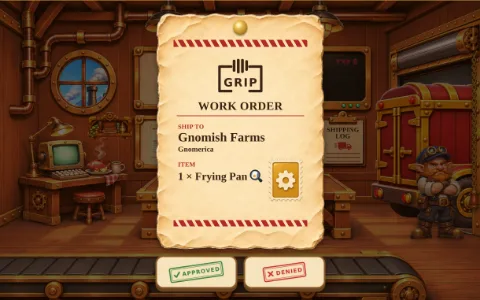 GRIP
WORK ORDER
SHIP TO
Gnomish Farms
Gnomerica
ITEM
1 × Frying Pan
SHIPPING
LOG
APPROVED
DENIED